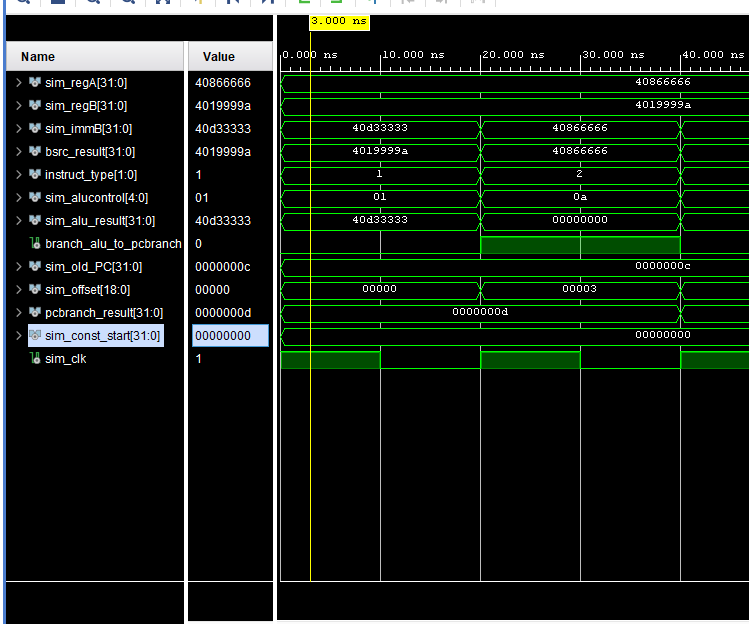 3.000 ns
Name Value 0.000 ns 10.000 ns 20.000 ns 30.000 ns 40.000 ns
sim_regA[31:0] 40866666 40866666
sim_regB[31:0] 4019999a 4019999a
sim_immB[31:0] 40d33333 40d33333 40866666
bsrc_result[31:0] 4019999a 4019999a 40866666
instruct_type[1:0] 1 1 2
sim_alucontrol[4:0] 01 01 0a
sim_alu_result[31:0] 40d33333 40d33333 00000000
branch_alu_to_pcbranch 0
sim_old_PC[31:0] 0000000c 0000000c
sim_offset[18:0] 00000 00000 00003
pcbranch_result[31:0] 0000000d 0000000d
sim_const_start[31:0] 00000000 00000000
sim_clk 1